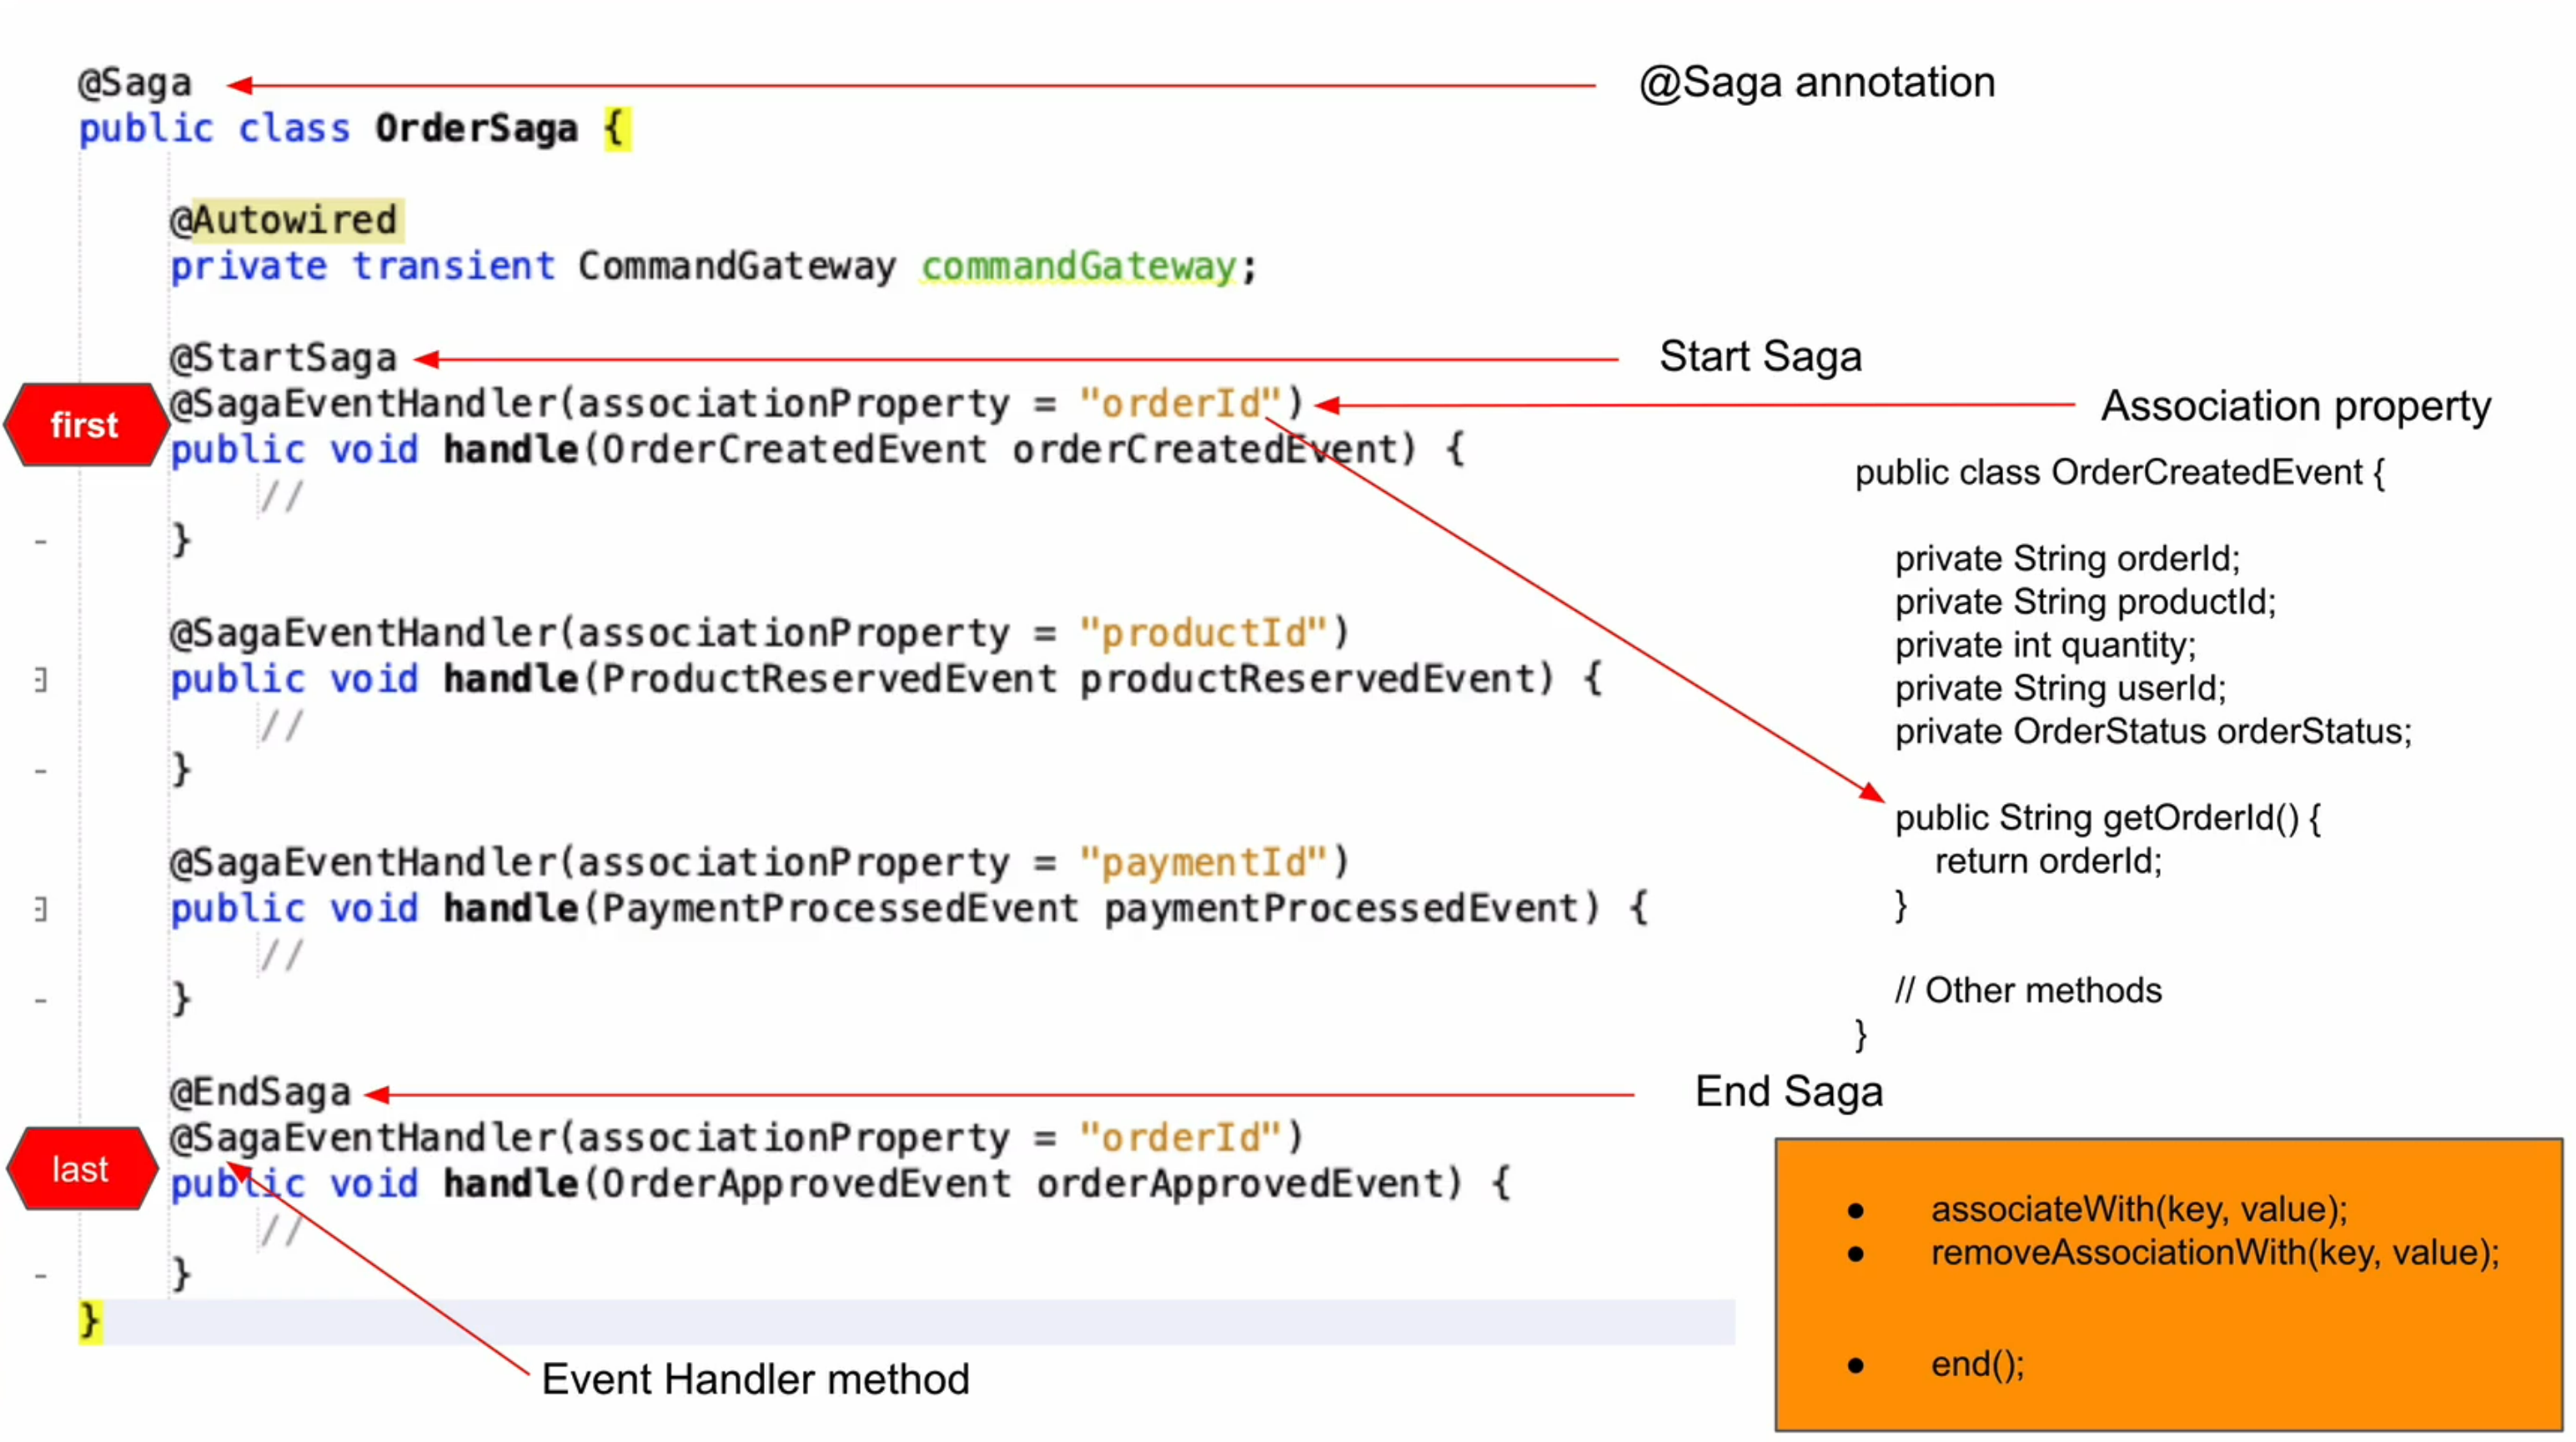 @Saga
public class OrderSaga {
@Autowired
private transient CommandGateway commandGateway;
@StartSaga
@SagaEventHandler(associationProperty = "orderId")
public void handle(OrderCreatedEvent orderCreatedEvent) {
//
}
@SagaEventHandler(associationProperty = "productId")
public void handle(ProductReservedEvent productReservedEvent) {
//
}
@SagaEventHandler(associationProperty = "paymentId")
public void handle(PaymentProcessedEvent paymentProcessedEvent) {
//
}
@EndSaga
@SagaEventHandler(associationProperty = "orderId")
public void handle(OrderApprovedEvent orderApprovedEvent) {
//
}
}
first
last
Event Handler method
@Saga annotation
Start Saga
Association property
public class OrderCreatedEvent {
private String orderId;
private String productId;
private int quantity;
private String userId;
private OrderStatus orderStatus;
public String getOrderId() {
return orderId;
}
// Other methods
}
End Saga
● associateWith(key, value);
● removeAssociationWith(key, value);
● end();